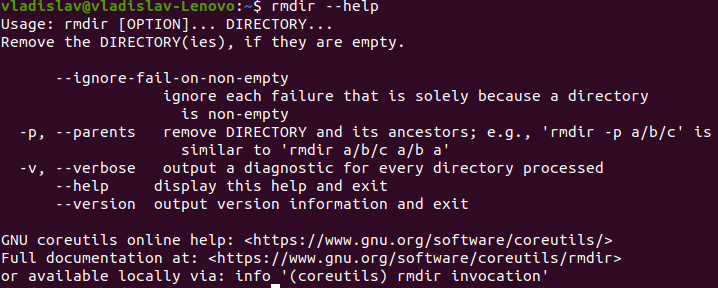 vladislav@vladislav-Lenovo:~$ rmdir --help
Usage: rmdir [OPTION]... DIRECTORY...
Remove the DIRECTORY(ies), if they are empty.

      --ignore-fail-on-non-empty
                  ignore each failure that is solely because a directory
                    is non-empty
  -p, --parents   remove DIRECTORY and its ancestors; e.g., 'rmdir -p a/b/c' is
                    similar to 'rmdir a/b/c a/b a'
  -v, --verbose   output a diagnostic for every directory processed
      --help     display this help and exit
      --version  output version information and exit

GNU coreutils online help: <https://www.gnu.org/software/coreutils/>
Full documentation at: <https://www.gnu.org/software/coreutils/rmdir>
or available locally via: info '(coreutils) rmdir invocation'